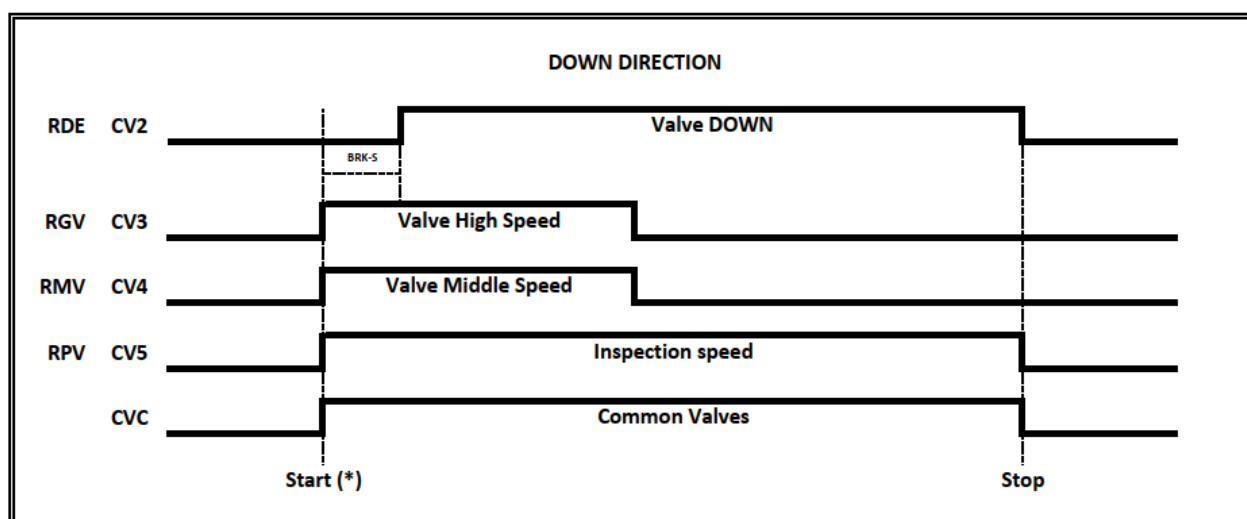 DOWN DIRECTION
RDE CV2 Valve DOWN
BRK-S
RGV CV3 Valve High Speed
RMV CV4 Valve Middle Speed
RPV CV5 Inspection speed
CVC Common Valves
Start (*) Stop